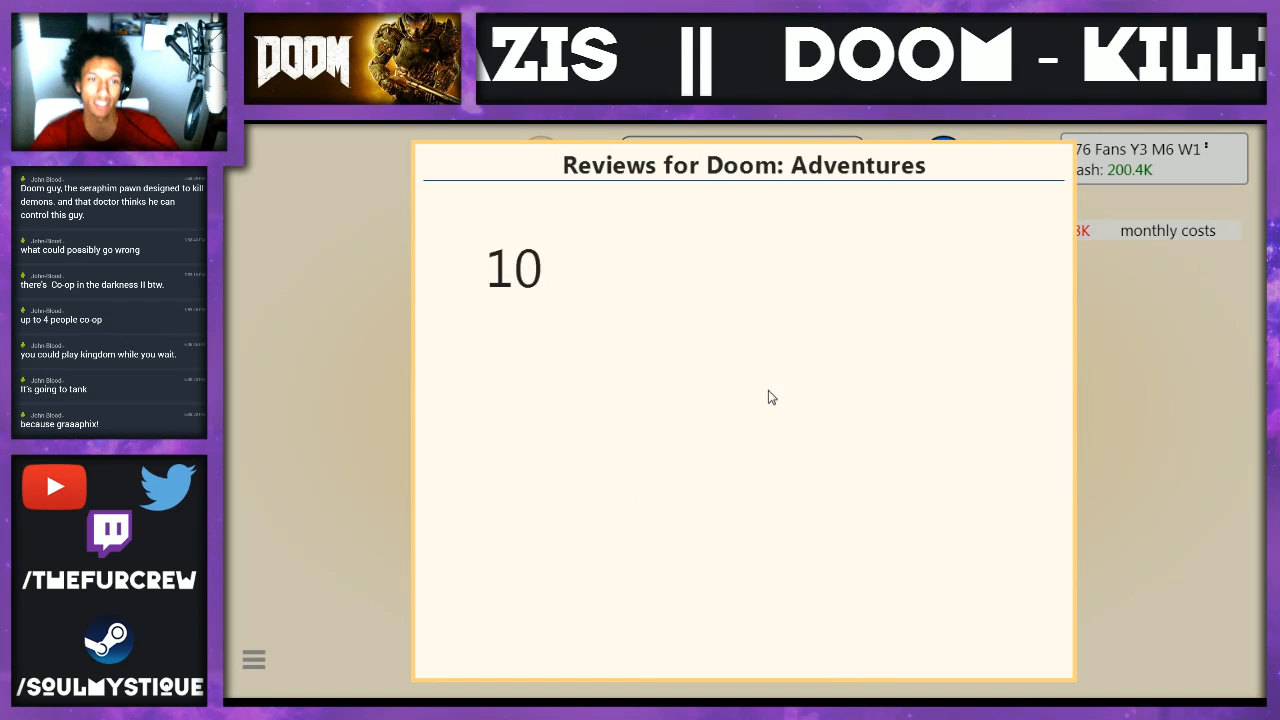 DOOM
AZIS || DOOM - KILL
John-Blood-
Doom guy, the seraphim pawn designed to kill
demons. and that doctor thinks he can
control this guy.
John-Blood-
what could possibly go wrong
John-Blood-
there's Co-op in the darkness II btw.
John-Blood-
up to 4 people co-op
John-Blood-
you could play kingdom while you wait.
John-Blood-
It's going to tank
John-Blood-
because graaaphix!
/THEFURCREW
/SOULMYSTIQUE
Reviews for Doom: Adventures
10
76 Fans Y3 M6 W1
ash: 200.4K
3K monthly costs